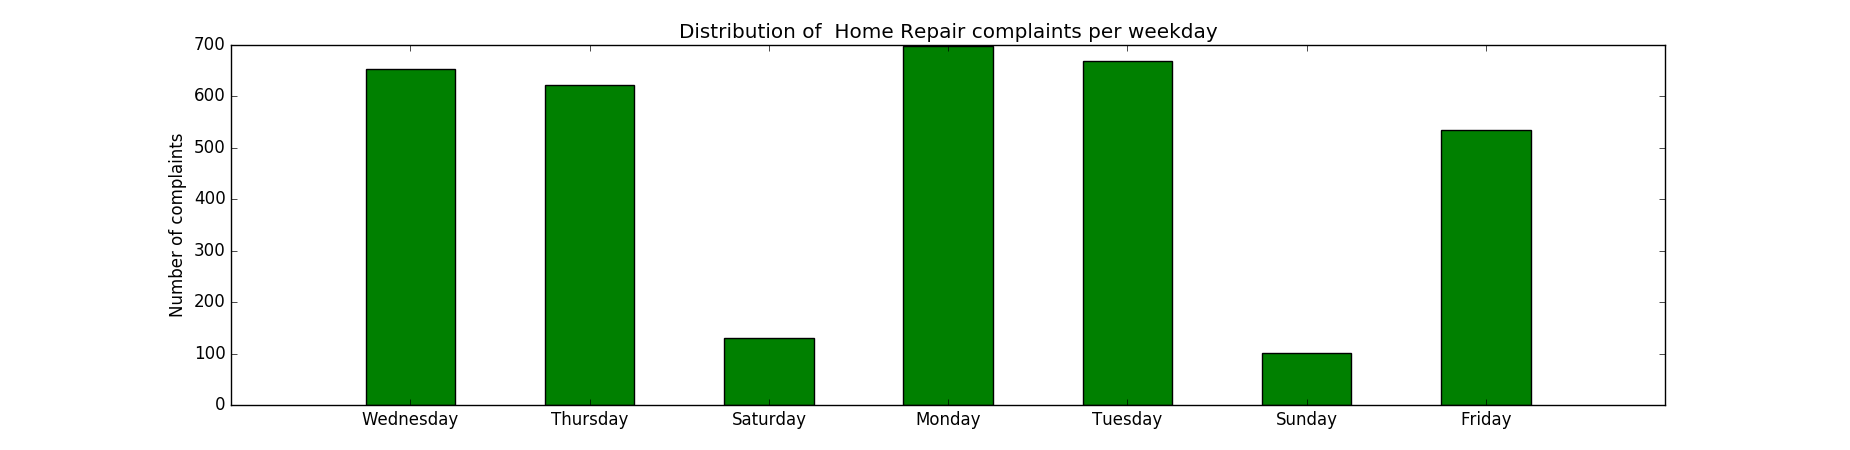 Distribution of  Home Repair complaints per weekday
Number of complaints
700
600
500
400
300
200
100
0
Wednesday Thursday Saturday Monday Tuesday Sunday Friday